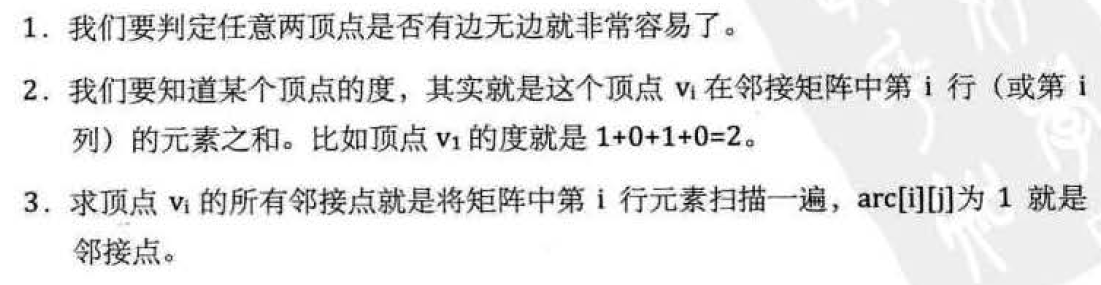 1. 我们要判定任意两顶点是否有边无边就非常容易了。
2. 我们要知道某个顶点的度，其实就是这个顶点 vᵢ 在邻接矩阵中第 i 行（或第 i
列）的元素之和。比如顶点 v₁ 的度就是 1+0+1+0=2。
3. 求顶点 vᵢ 的所有邻接点就是将矩阵中第 i 行元素扫描一遍，arc[i][j]为 1 就是
邻接点。